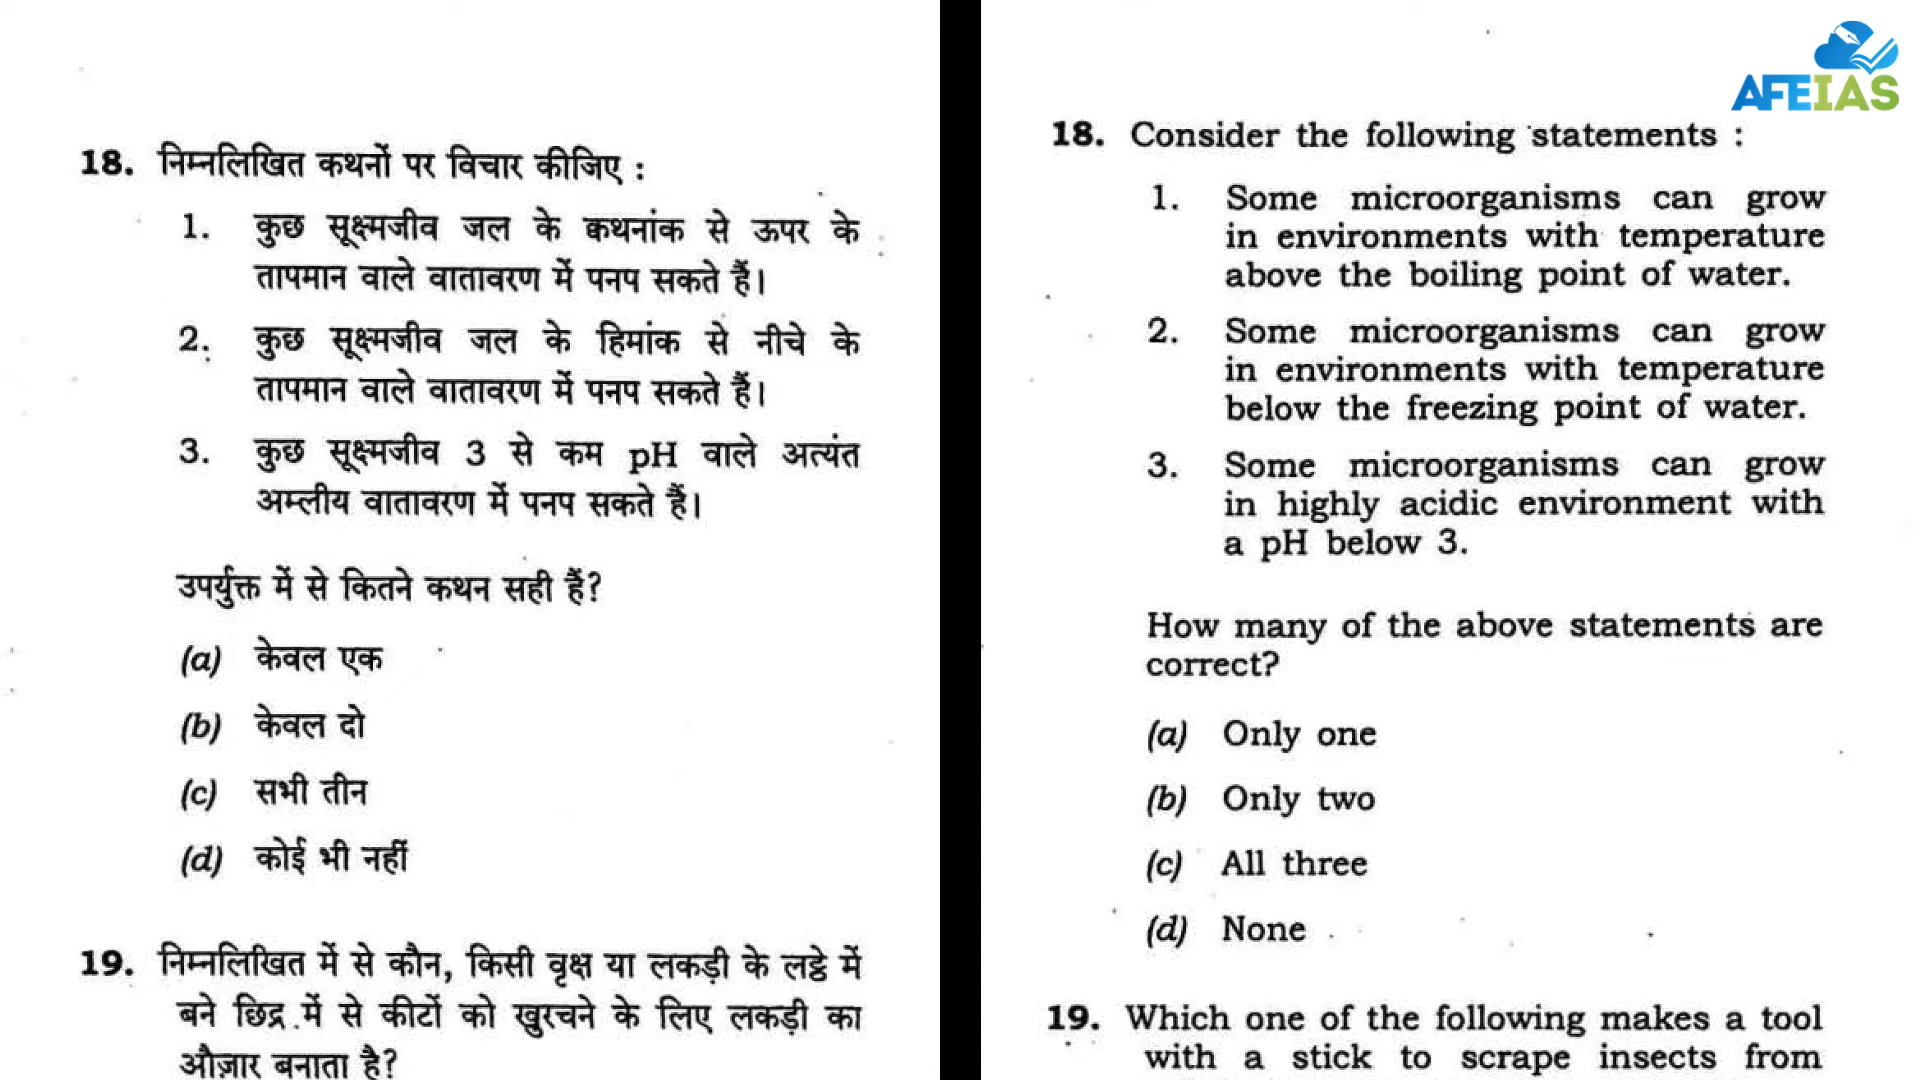 18. निम्नलिखित कथनों पर विचार कीजिए :
1. कुछ सूक्ष्मजीव जल के क्वथनांक से ऊपर के
तापमान वाले वातावरण में पनप सकते हैं।
2. कुछ सूक्ष्मजीव जल के हिमांक से नीचे के
तापमान वाले वातावरण में पनप सकते हैं।
3. कुछ सूक्ष्मजीव 3 से कम pH वाले अत्यंत
अम्लीय वातावरण में पनप सकते हैं।
उपर्युक्त में से कितने कथन सही हैं?
(a) केवल एक
(b) केवल दो
(c) सभी तीन
(d) कोई भी नहीं
19. निम्नलिखित में से कौन, किसी वृक्ष या लकड़ी के लट्ठे में
बने छिद्र में से कीटों को खुरचने के लिए लकड़ी का
औज़ार बनाता है?
AFEIAS
18. Consider the following statements :
1. Some microorganisms can grow
in environments with temperature
above the boiling point of water.
2. Some microorganisms can grow
in environments with temperature
below the freezing point of water.
3. Some microorganisms can grow
in highly acidic environment with
a pH below 3.
How many of the above statements are
correct?
(a) Only one
(b) Only two
(c) All three
(d) None
19. Which one of the following makes a tool
with a stick to scrape insects from